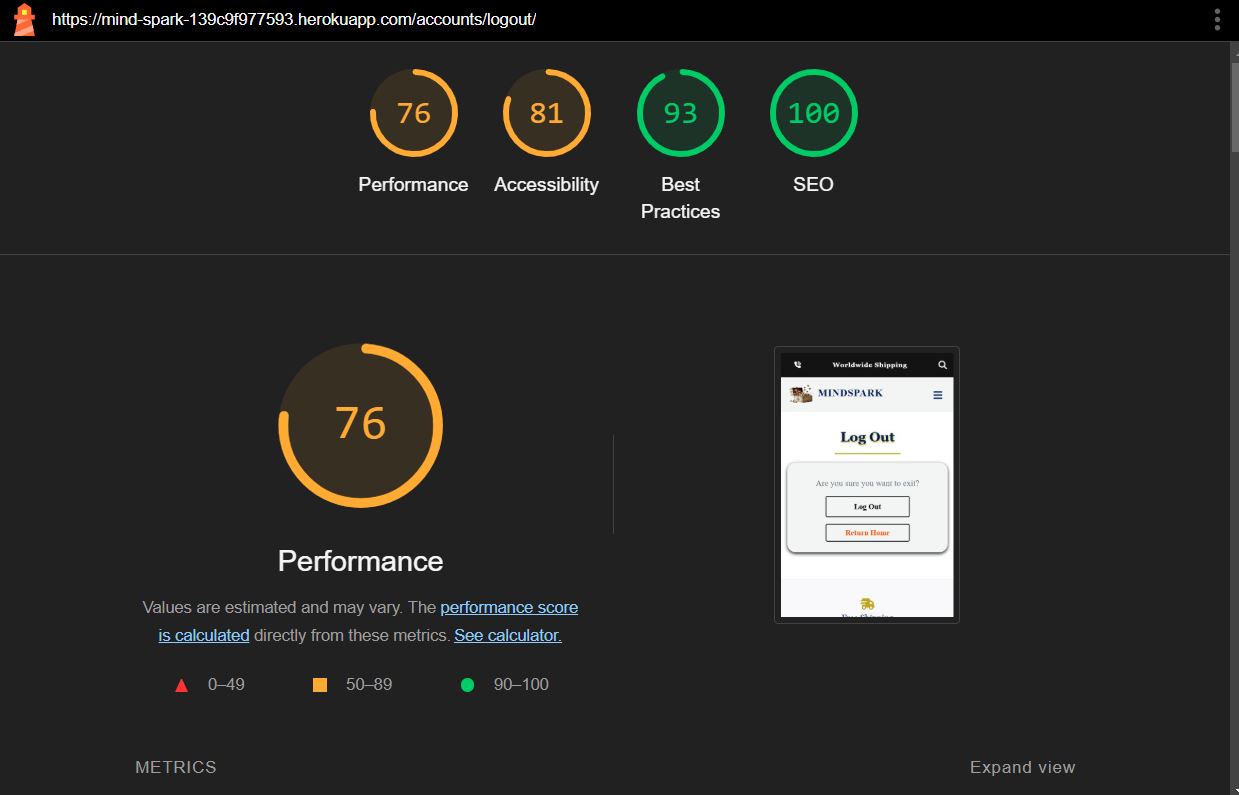 https://mind-spark-139c9f977593.herokuapp.com/accounts/logout/
76
81
93
100
Performance
Accessibility
Best
Practices
SEO
76
Performance
Values are estimated and may vary. The performance score
is calculated directly from these metrics. See calculator.
0–49
50–89
90–100
Worldwide Shipping
MINDSPARK
Log Out
Are you sure you want to exit?
Log Out
Return Home
Free Shipping
METRICS
Expand view